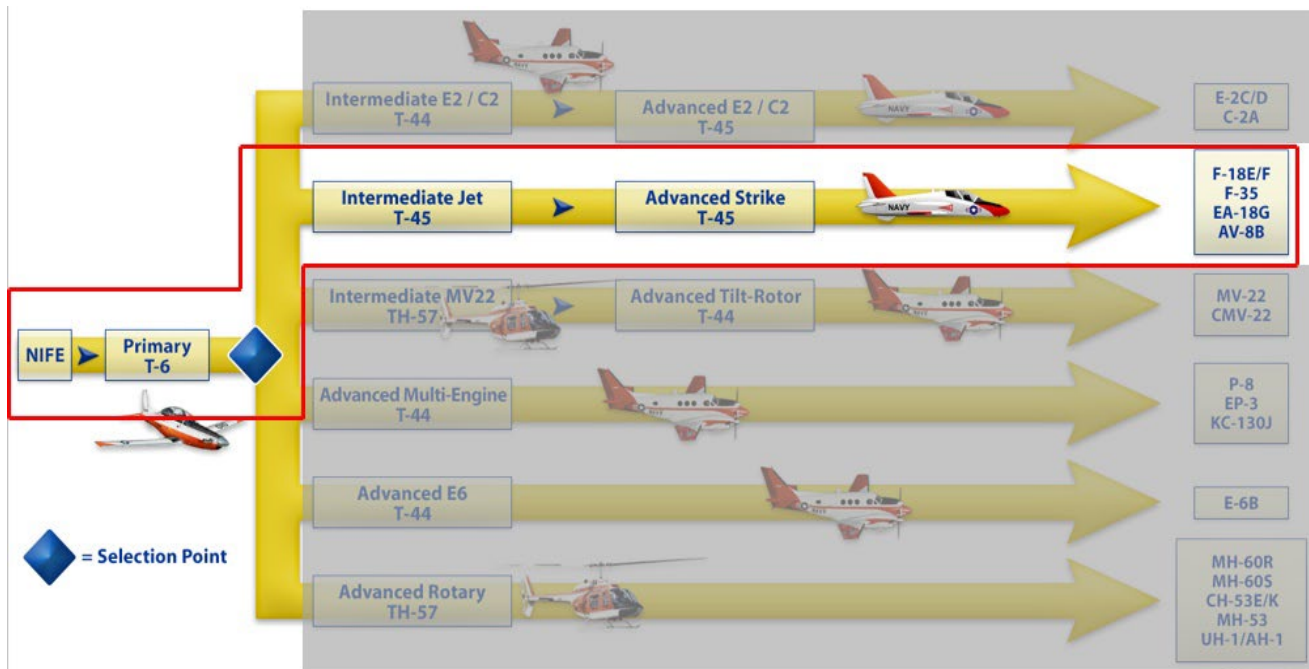 Intermediate E2 / C2
T-44
Advanced E2 / C2
T-45
NAVY
E-2C/D
C-2A
Intermediate Jet
T-45
Advanced Strike
T-45
NAVY
F-18E/F
F-35
EA-18G
AV-8B
Intermediate MV22
TH-57
Advanced Tilt-Rotor
T-44
MV-22
CMV-22
NIFE
Primary
T-6
Advanced Multi-Engine
T-44
P-8
EP-3
KC-130J
Advanced E6
T-44
E-6B
= Selection Point
Advanced Rotary
TH-57
MH-60R
MH-60S
CH-53E/K
MH-53
UH-1/AH-1